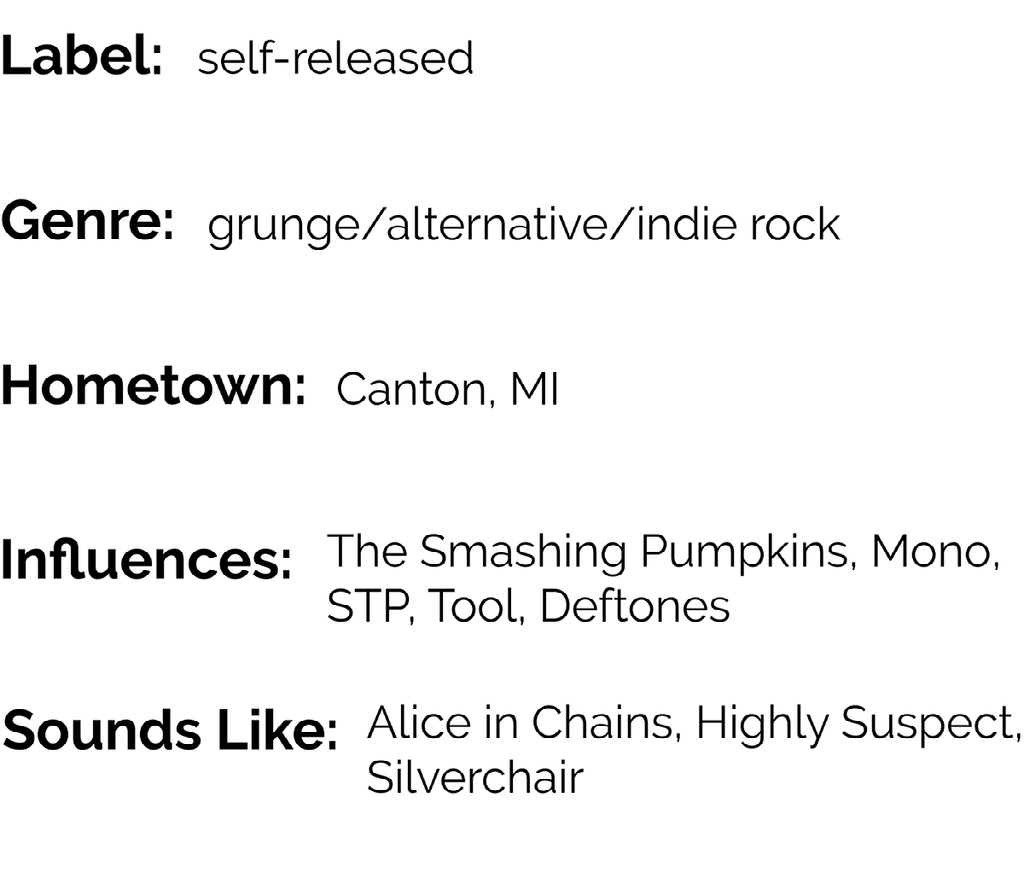 Label: self-released
Genre: grunge/alternative/indie rock
Hometown: Canton, MI
Influences: The Smashing Pumpkins, Mono,
STP, Tool, Deftones
Sounds Like: Alice in Chains, Highly Suspect,
Silverchair